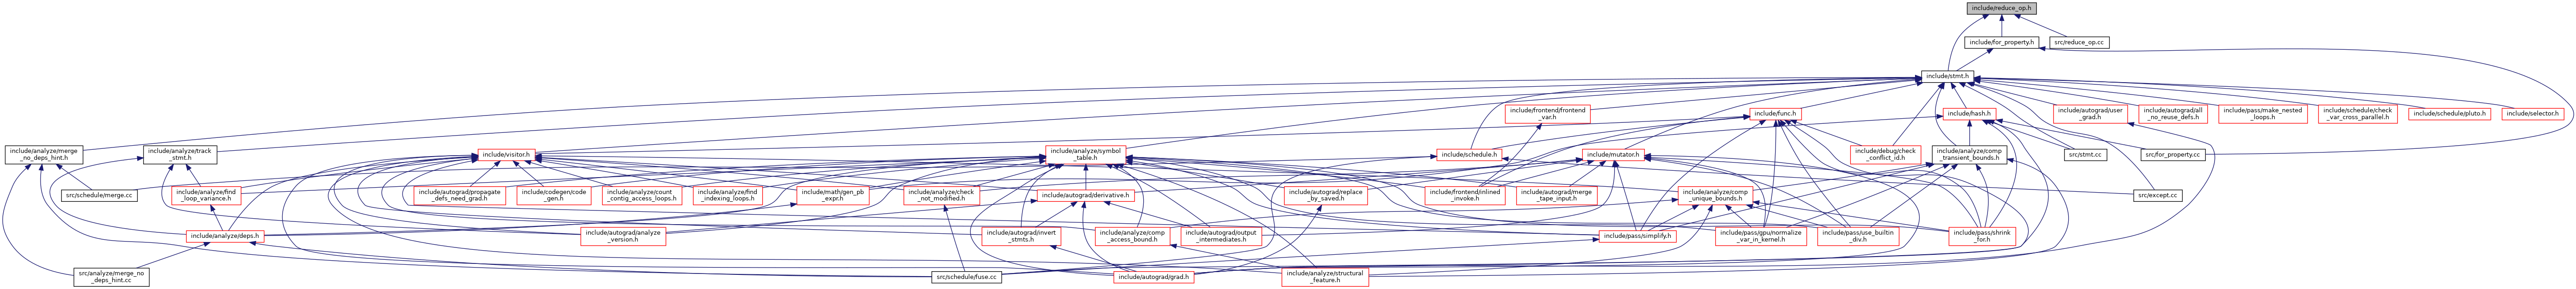 include/reduce_op.h
include/for_property.h
src/reduce_op.cc
include/stmt.h
include/frontend/frontend
_var.h
include/func.h
include/hash.h
include/autograd/user
_grad.h
include/autograd/all
_no_reuse_defs.h
include/pass/make_nested
_loops.h
include/schedule/check
_var_cross_parallel.h
include/schedule/pluto.h
include/selector.h
include/analyze/merge
_no_deps_hint.h
include/analyze/track
_stmt.h
include/visitor.h
include/analyze/symbol
_table.h
include/schedule.h
include/mutator.h
include/debug/check
_conflict_id.h
include/analyze/comp
_transient_bounds.h
src/stmt.cc
src/for_property.cc
src/schedule/merge.cc
include/analyze/find
_loop_variance.h
include/autograd/propagate
_defs_need_grad.h
include/codegen/code
_gen.h
include/analyze/count
_contig_access_loops.h
include/analyze/find
_indexing_loops.h
include/math/gen_pb
_expr.h
include/analyze/check
_not_modified.h
include/autograd/derivative.h
include/autograd/replace
_by_saved.h
include/frontend/inlined
_invoke.h
include/autograd/merge
_tape_input.h
include/analyze/comp
_unique_bounds.h
src/except.cc
include/analyze/deps.h
include/autograd/analyze
_version.h
include/autograd/invert
_stmts.h
include/analyze/comp
_access_bound.h
include/autograd/output
_intermediates.h
include/pass/simplify.h
include/pass/gpu/normalize
_var_in_kernel.h
include/pass/use_builtin
_div.h
include/pass/shrink
_for.h
src/analyze/merge_no
_deps_hint.cc
src/schedule/fuse.cc
include/autograd/grad.h
include/analyze/structural
_feature.h